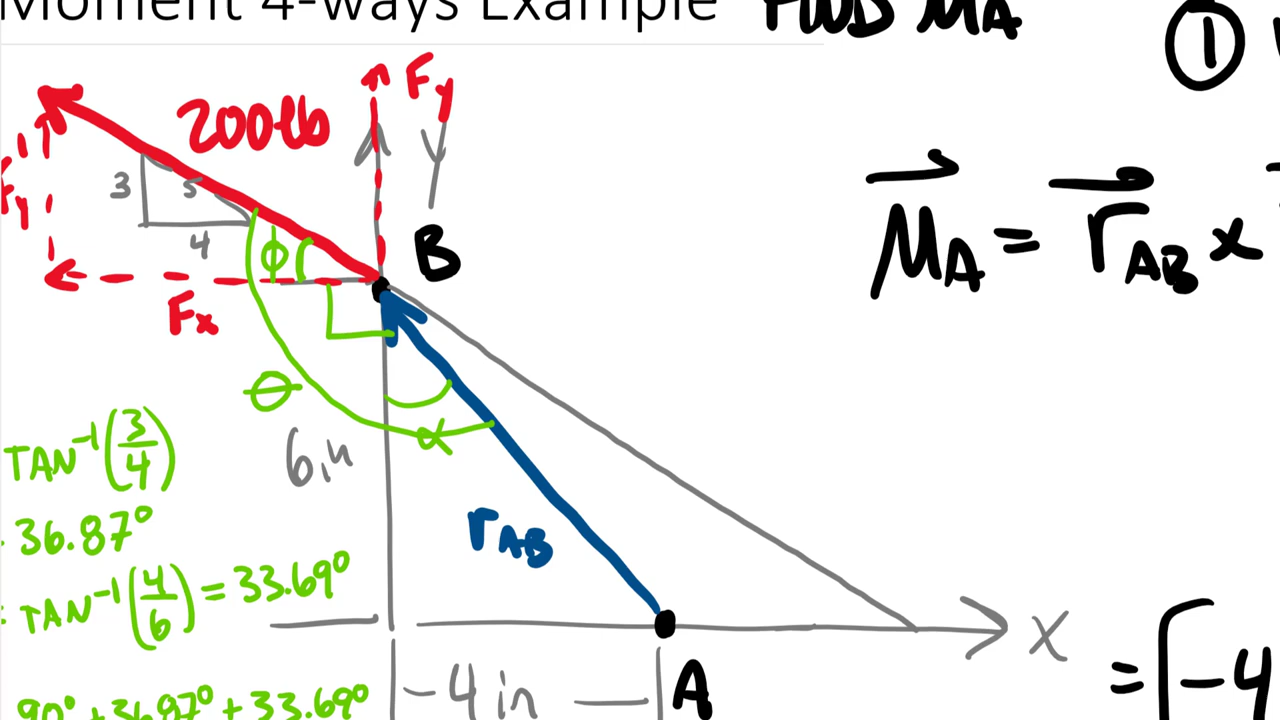 Moment 4-ways Example
FIND MA
①
Fy
200lb
Y
3
5
4
Fy
ϕ
B
Fx
MA = rAB x
θ
α
TAN⁻¹(3/4)
= 36.87°
6in
rAB
= TAN⁻¹(4/6) = 33.69°
X
= [-4
4 in
A
90° + 36.87° + 33.69°